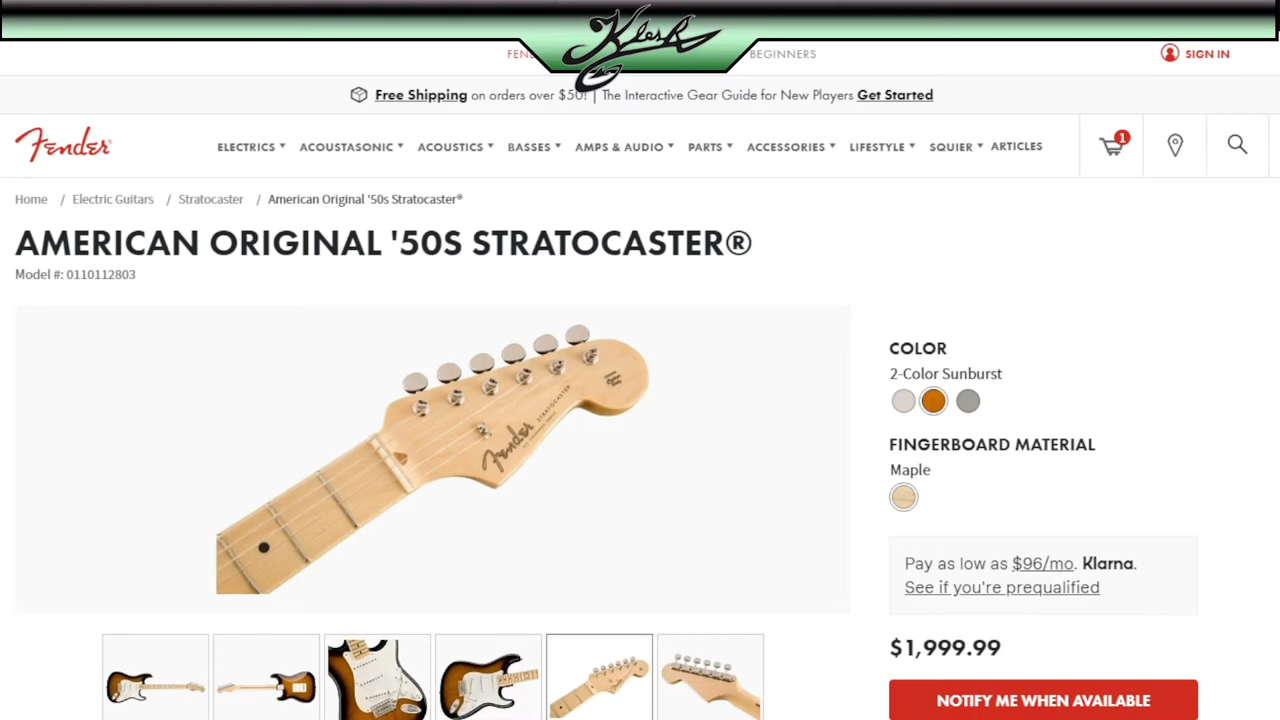 Klesk
FEN
BEGINNERS
SIGN IN
Free Shipping on orders over $50! | The Interactive Gear Guide for New Players Get Started
Fender
ELECTRICS ACOUSTASONIC ACOUSTICS BASSES AMPS & AUDIO PARTS ACCESSORIES LIFESTYLE SQUIER ARTICLES
1
Home / Electric Guitars / Stratocaster / American Original '50s Stratocaster®
AMERICAN ORIGINAL '50S STRATOCASTER®
Model #: 0110112803
Fender STRATOCASTER
COLOR
2-Color Sunburst
FINGERBOARD MATERIAL
Maple
Pay as low as $96/mo. Klarna.
See if you're prequalified
$1,999.99
NOTIFY ME WHEN AVAILABLE